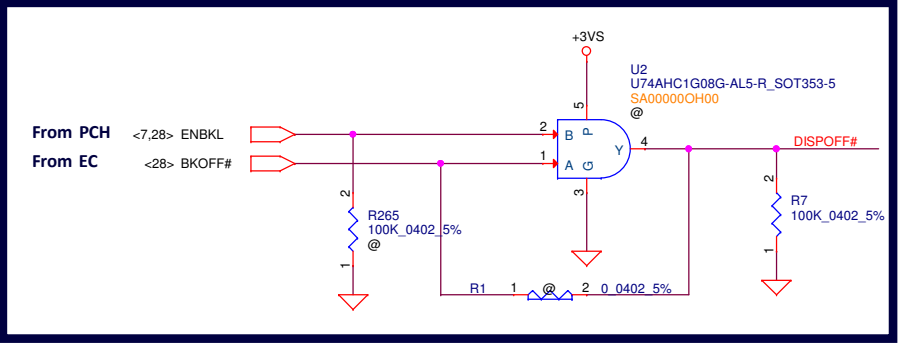 +3VS
U2
U74AHC1G08G-AL5-R_SOT353-5
SA00000OH00
@
5
From PCH <7,28> ENBKL
2 B P
Y 4
DISPOFF#
From EC <28> BKOFF#
1 A G
3
2
R265
100K_0402_5%
@
1
2
R7
100K_0402_5%
1
R1 1 @ 2 0_0402_5%